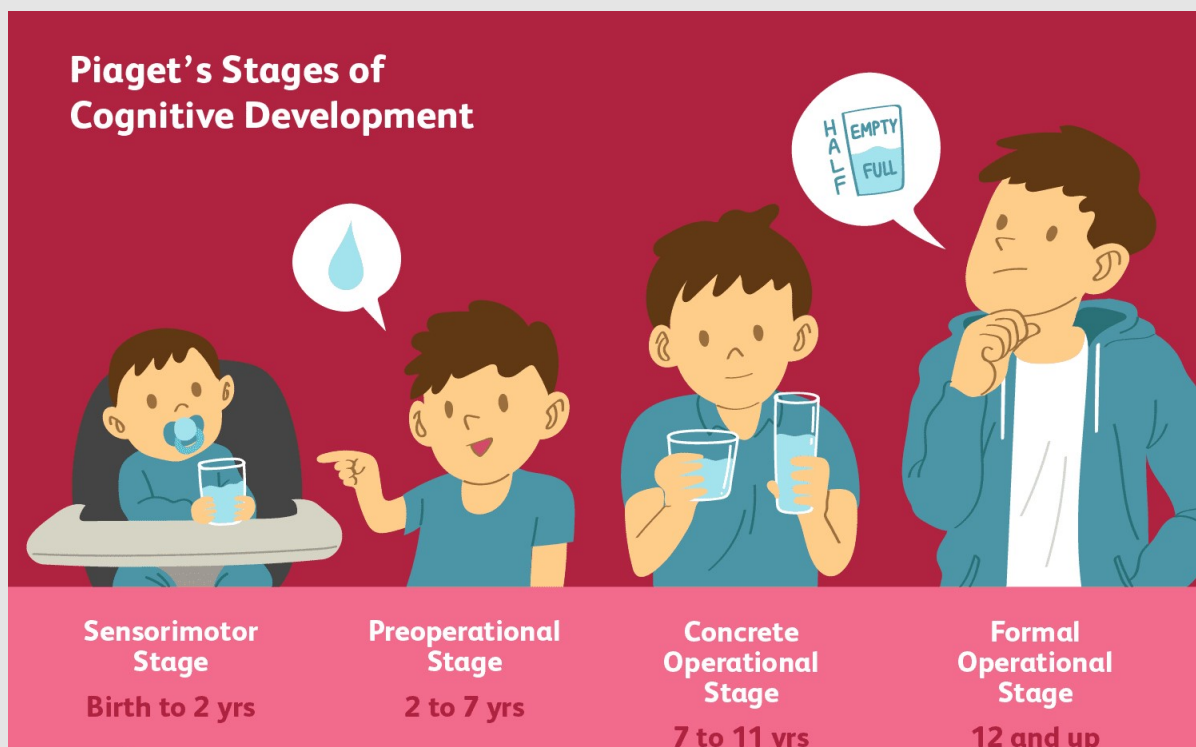 Piaget’s Stages of
Cognitive Development
H
A
L
F
EMPTY
FULL
Sensorimotor
Stage
Birth to 2 yrs
Preoperational
Stage
2 to 7 yrs
Concrete
Operational
Stage
7 to 11 yrs
Formal
Operational
Stage
12 and up